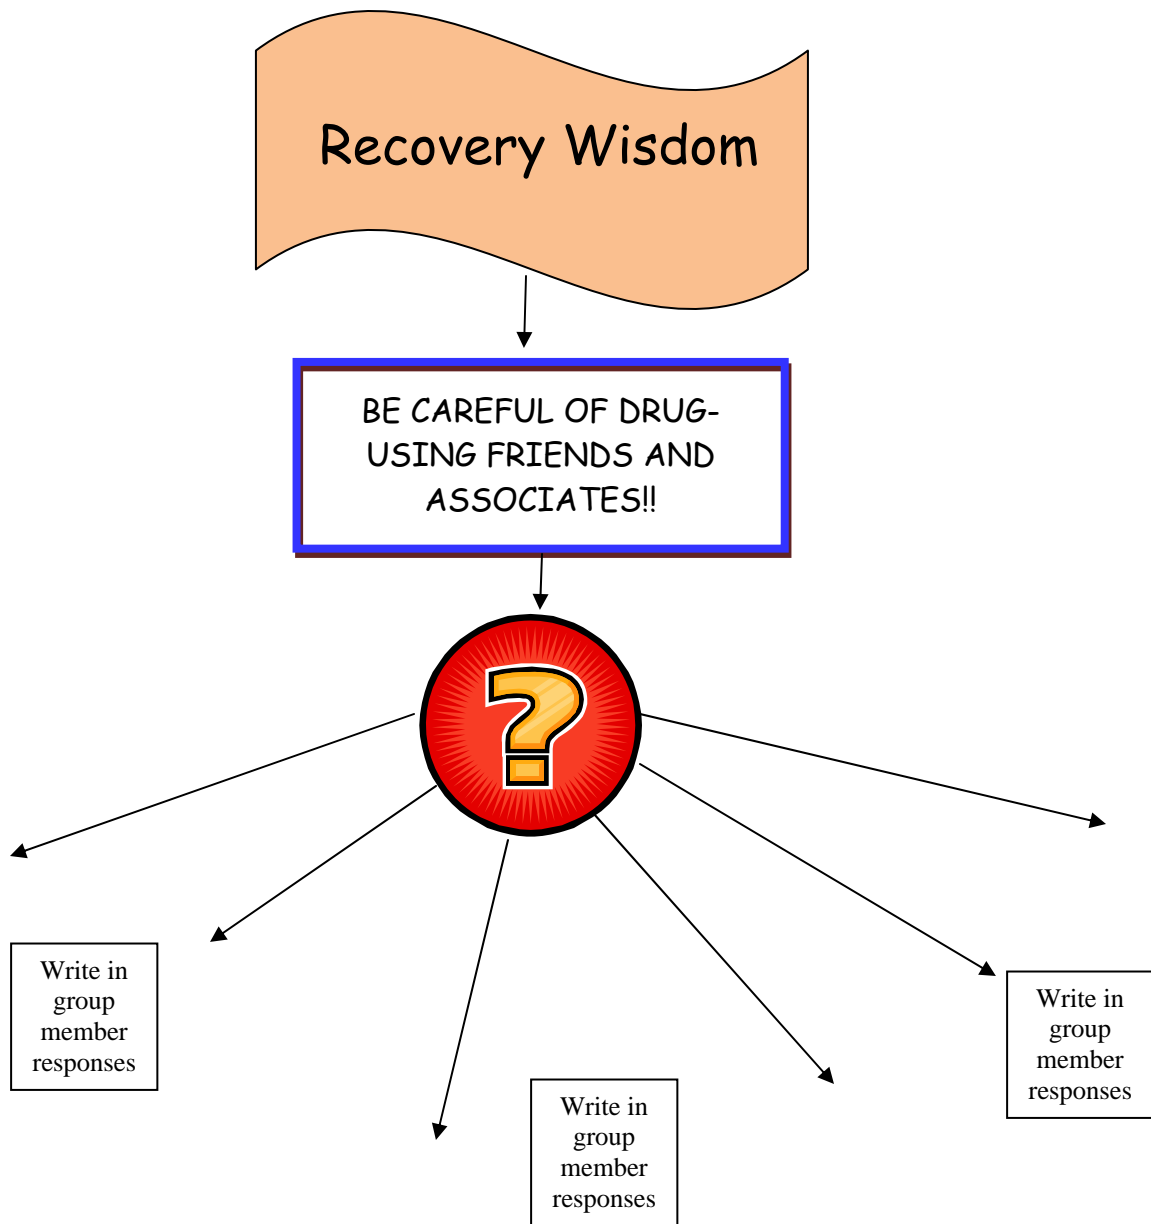 Recovery Wisdom
BE CAREFUL OF DRUG-
USING FRIENDS AND
ASSOCIATES!!
?
Write in
group
member
responses
Write in
group
member
responses
Write in
group
member
responses